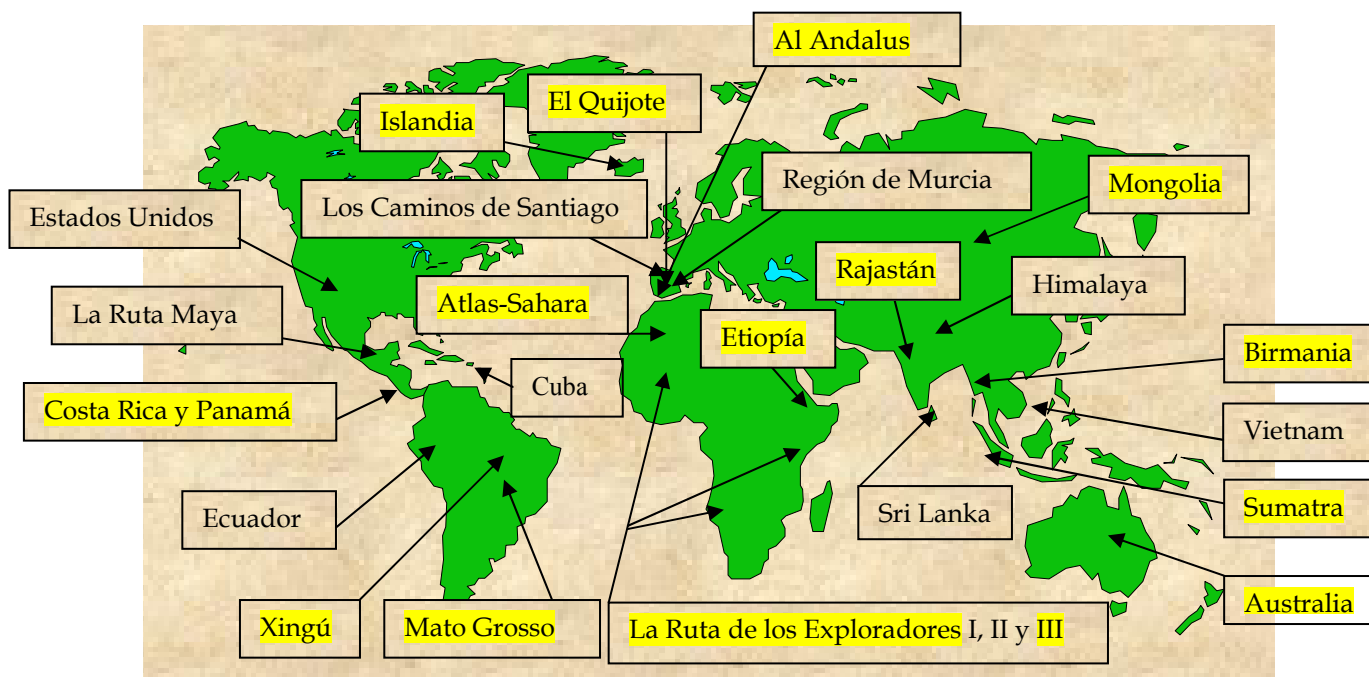 Al Andalus
El Quijote
Islandia
Región de Murcia
Mongolia
Los Caminos de Santiago
Estados Unidos
Rajastán
Himalaya
Atlas-Sahara
La Ruta Maya
Etiopía
Birmania
Cuba
Costa Rica y Panamá
Vietnam
Sumatra
Ecuador
Sri Lanka
Australia
Xingú
Mato Grosso
La Ruta de los Exploradores I, II y III